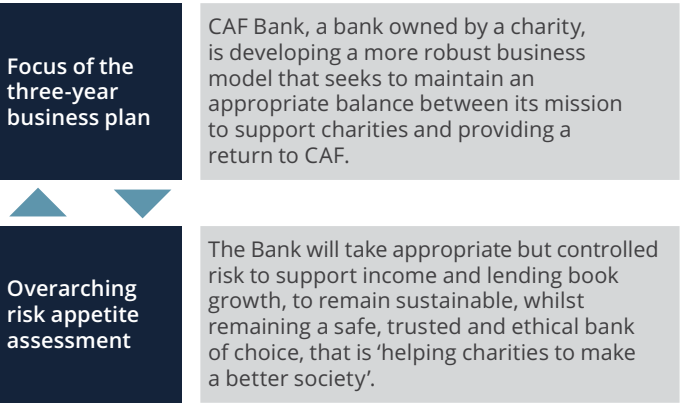 Focus of the
three-year
business plan
CAF Bank, a bank owned by a charity,
is developing a more robust business
model that seeks to maintain an
appropriate balance between its mission
to support charities and providing a
return to CAF.
Overarching
risk appetite
assessment
The Bank will take appropriate but controlled
risk to support income and lending book
growth, to remain sustainable, whilst
remaining a safe, trusted and ethical bank
of choice, that is ‘helping charities to make
a better society’.